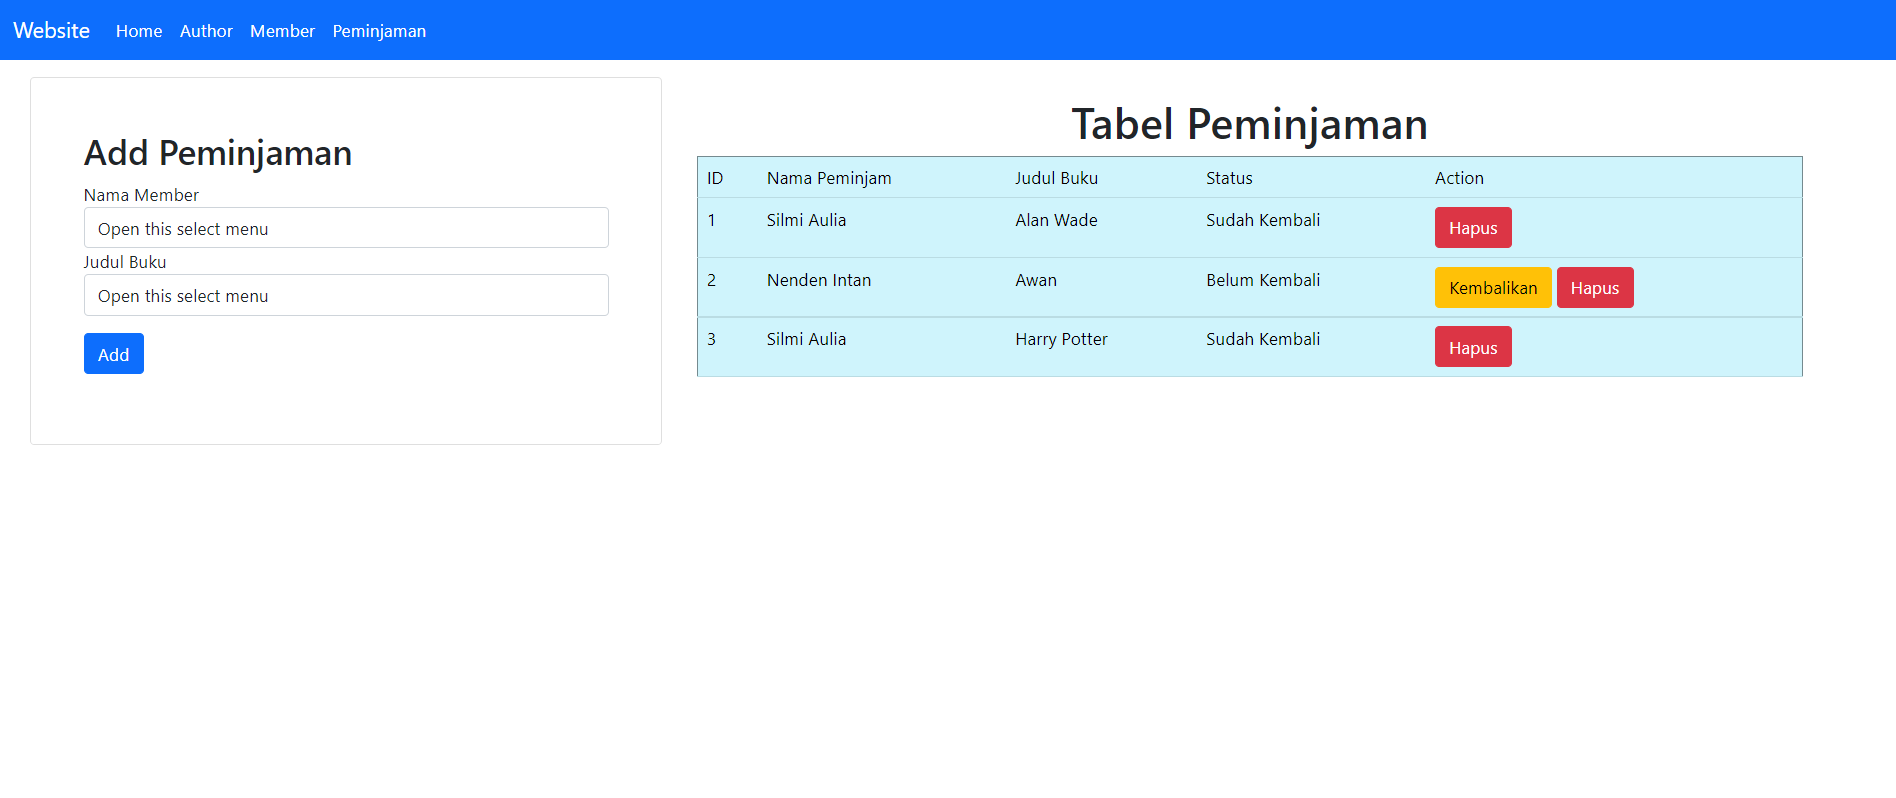 Website Home Author Member Peminjaman
Add Peminjaman
Nama Member
Open this select menu
Judul Buku
Open this select menu
Add
Tabel Peminjaman
ID Nama Peminjam Judul Buku Status Action
1 Silmi Aulia Alan Wade Sudah Kembali Hapus
2 Nenden Intan Awan Belum Kembali Kembalikan Hapus
3 Silmi Aulia Harry Potter Sudah Kembali Hapus